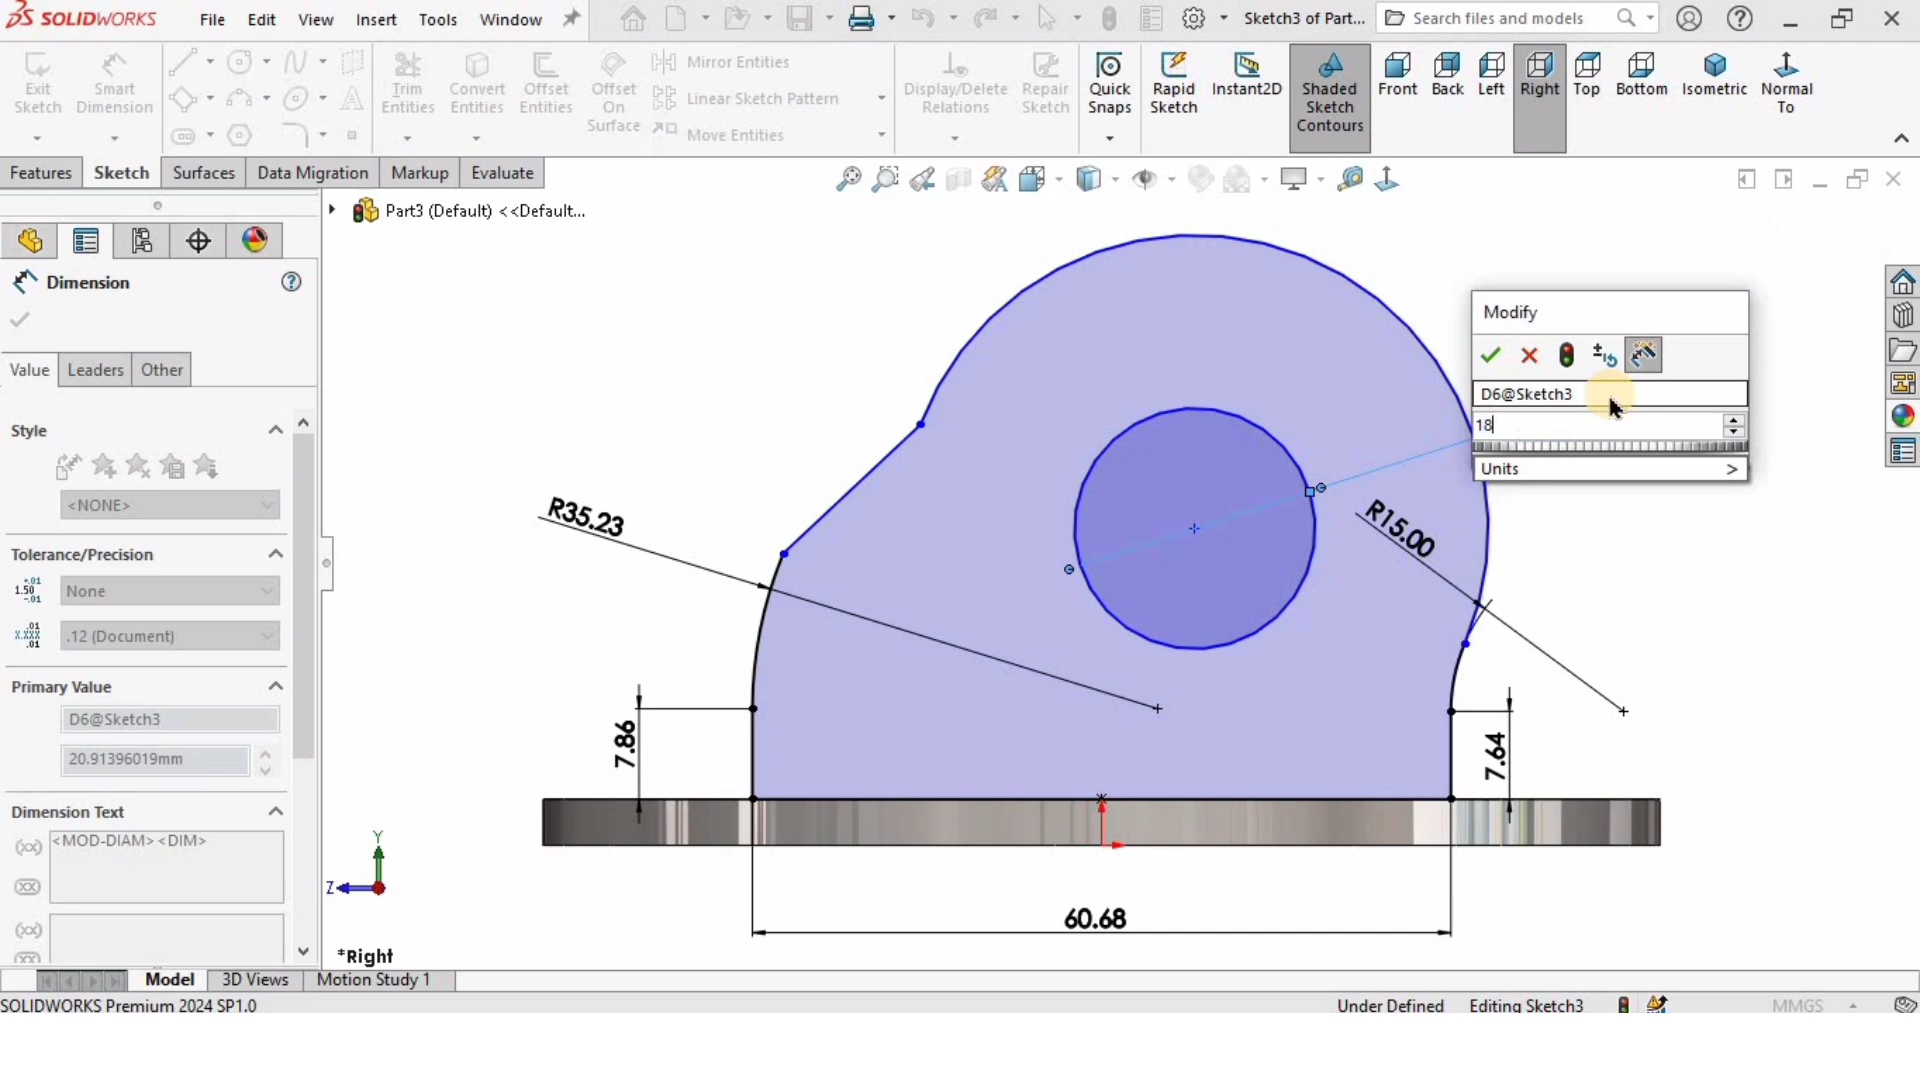 SOLIDWORKS
File Edit View Insert Tools Window
Sketch3 of Part...
Search files and models
Exit Sketch
Smart Dimension
Trim Entities
Convert Entities
Offset Entities
Offset On Surface
Mirror Entities
Linear Sketch Pattern
Move Entities
Display/Delete Relations
Repair Sketch
Quick Snaps
Rapid Sketch
Instant2D
Shaded Sketch Contours
Front
Back
Left
Right
Top
Bottom
Isometric
Normal To
Features Sketch Surfaces Data Migration Markup Evaluate
Part3 (Default) <<Default...
Dimension
Value Leaders Other
Style
<NONE>
Tolerance/Precision
None
.12 (Document)
Primary Value
D6@Sketch3
20.91396019mm
Dimension Text
<MOD-DIAM><DIM>
Modify
D6@Sketch3
18
Units >
R35.23
R15.00
7.86
7.64
60.68
Y
Z
*Right
Model 3D Views Motion Study 1
SOLIDWORKS Premium 2024 SP1.0
Under Defined Editing Sketch3 MMGS